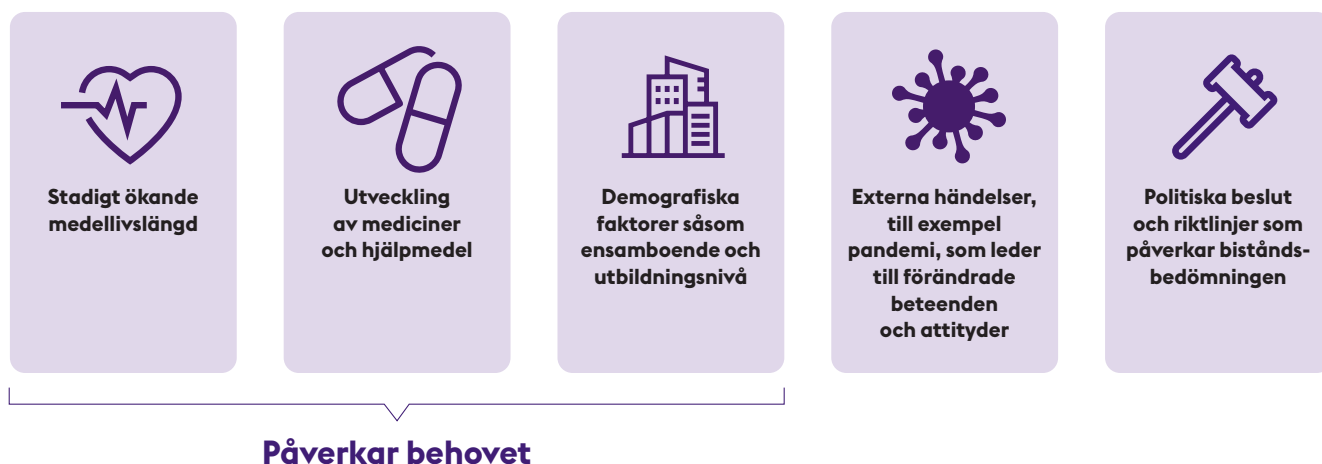 Stadigt ökande
medellivslängd
Utveckling
av mediciner
och hjälpmedel
Demografiska
faktorer såsom
ensamboende och
utbildningsnivå
Externa händelser,
till exempel
pandemi, som leder
till förändrade
beteenden
och attityder
Politiska beslut
och riktlinjer som
påverkar bistånds-
bedömningen
Påverkar behovet